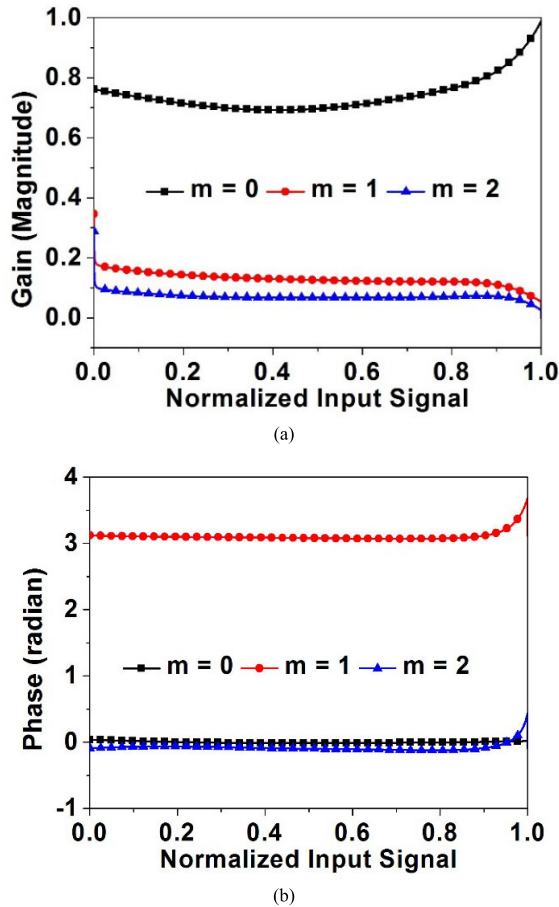 1.0
0.8
0.6
0.4
0.2
0.0
Gain (Magnitude)
m = 0 m = 1 m = 2
0.0 0.2 0.4 0.6 0.8 1.0
Normalized Input Signal
(a)
4
3
2
1
0
-1
Phase (radian)
m = 0 m = 1 m = 2
0.0 0.2 0.4 0.6 0.8 1.0
Normalized Input Signal
(b)